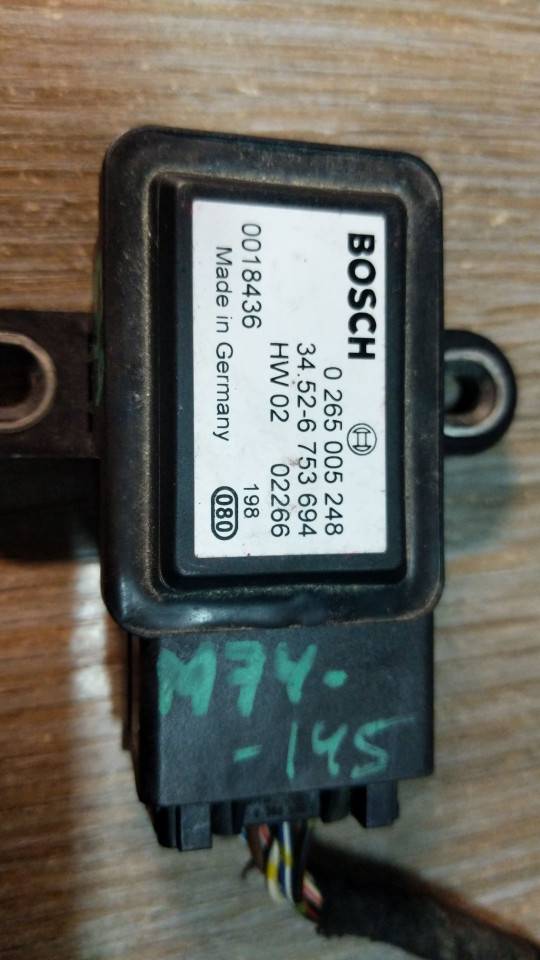 BOSCH
0 265 005 248
34.52-6 753 694
HW 02 02266
0018436 198
Made in Germany 080
M74-
-145